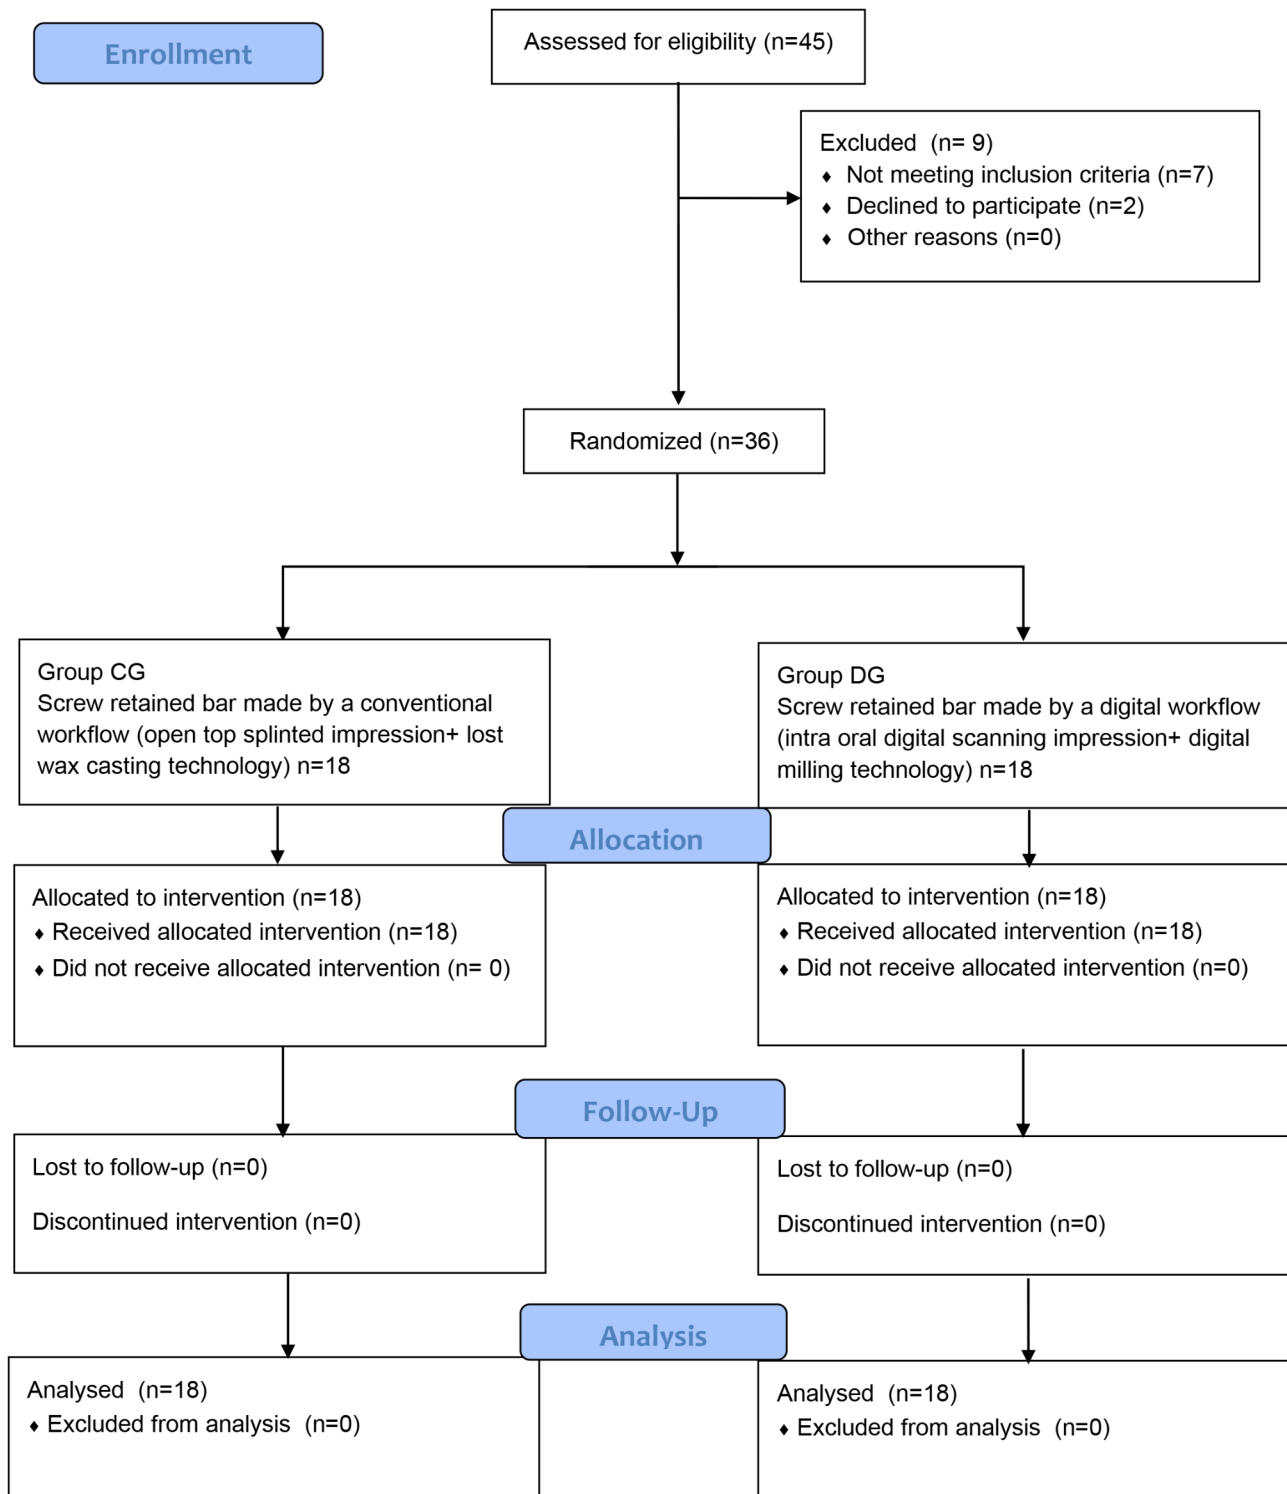 Enrollment
Assessed for eligibility (n=45)
Excluded (n= 9)
♦ Not meeting inclusion criteria (n=7)
♦ Declined to participate (n=2)
♦ Other reasons (n=0)
Randomized (n=36)
Group CG
Screw retained bar made by a conventional
workflow (open top splinted impression+ lost
wax casting technology) n=18
Group DG
Screw retained bar made by a digital workflow
(intra oral digital scanning impression+ digital
milling technology) n=18
Allocation
Allocated to intervention (n=18)
♦ Received allocated intervention (n=18)
♦ Did not receive allocated intervention (n= 0)
Allocated to intervention (n=18)
♦ Received allocated intervention (n=18)
♦ Did not receive allocated intervention (n=0)
Follow-Up
Lost to follow-up (n=0)
Discontinued intervention (n=0)
Lost to follow-up (n=0)
Discontinued intervention (n=0)
Analysis
Analysed (n=18)
♦ Excluded from analysis (n=0)
Analysed (n=18)
♦ Excluded from analysis (n=0)